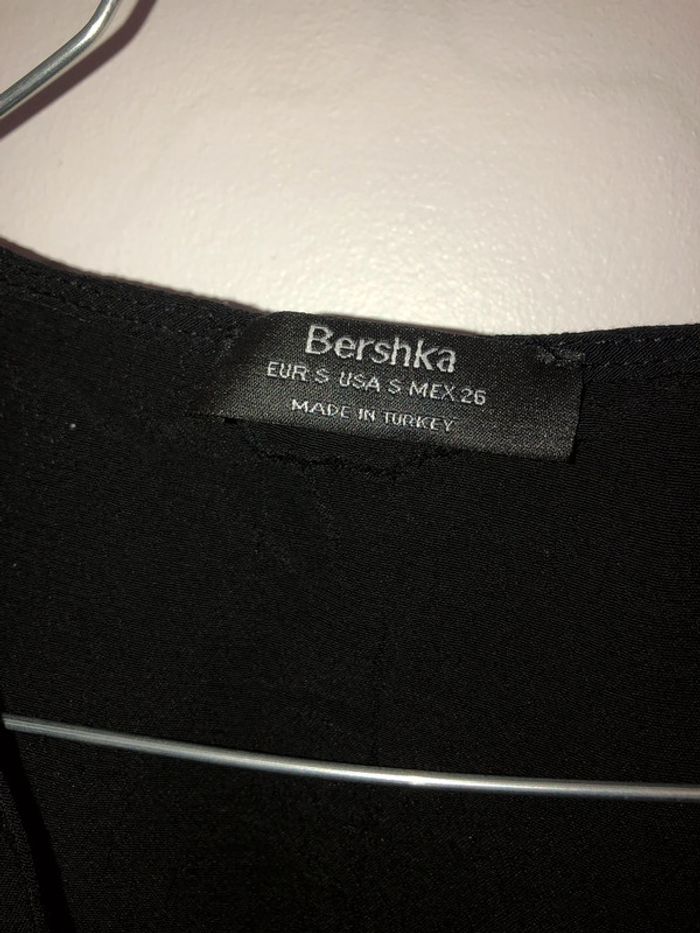 Bershka
EUR S USA S MEX 26
MADE IN TURKEY